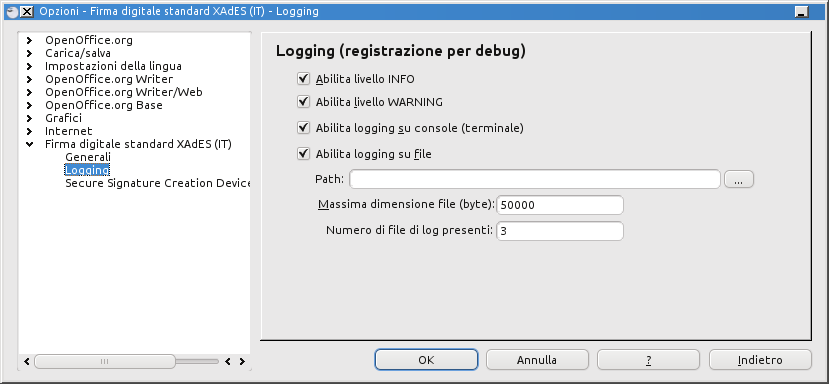 Opzioni - Firma digitale standard XAdES (IT) - Logging
OpenOffice.org
Carica/salva
Impostazioni della lingua
OpenOffice.org Writer
OpenOffice.org Writer/Web
OpenOffice.org Base
Grafici
Internet
Firma digitale standard XAdES (IT)
Generali
Logging
Secure Signature Creation Device
Logging (registrazione per debug)
Abilita livello INFO
Abilita livello WARNING
Abilita logging su console (terminale)
Abilita logging su file
Path:
...
Massima dimensione file (byte): 50000
Numero di file di log presenti: 3
OK
Annulla
?
Indietro